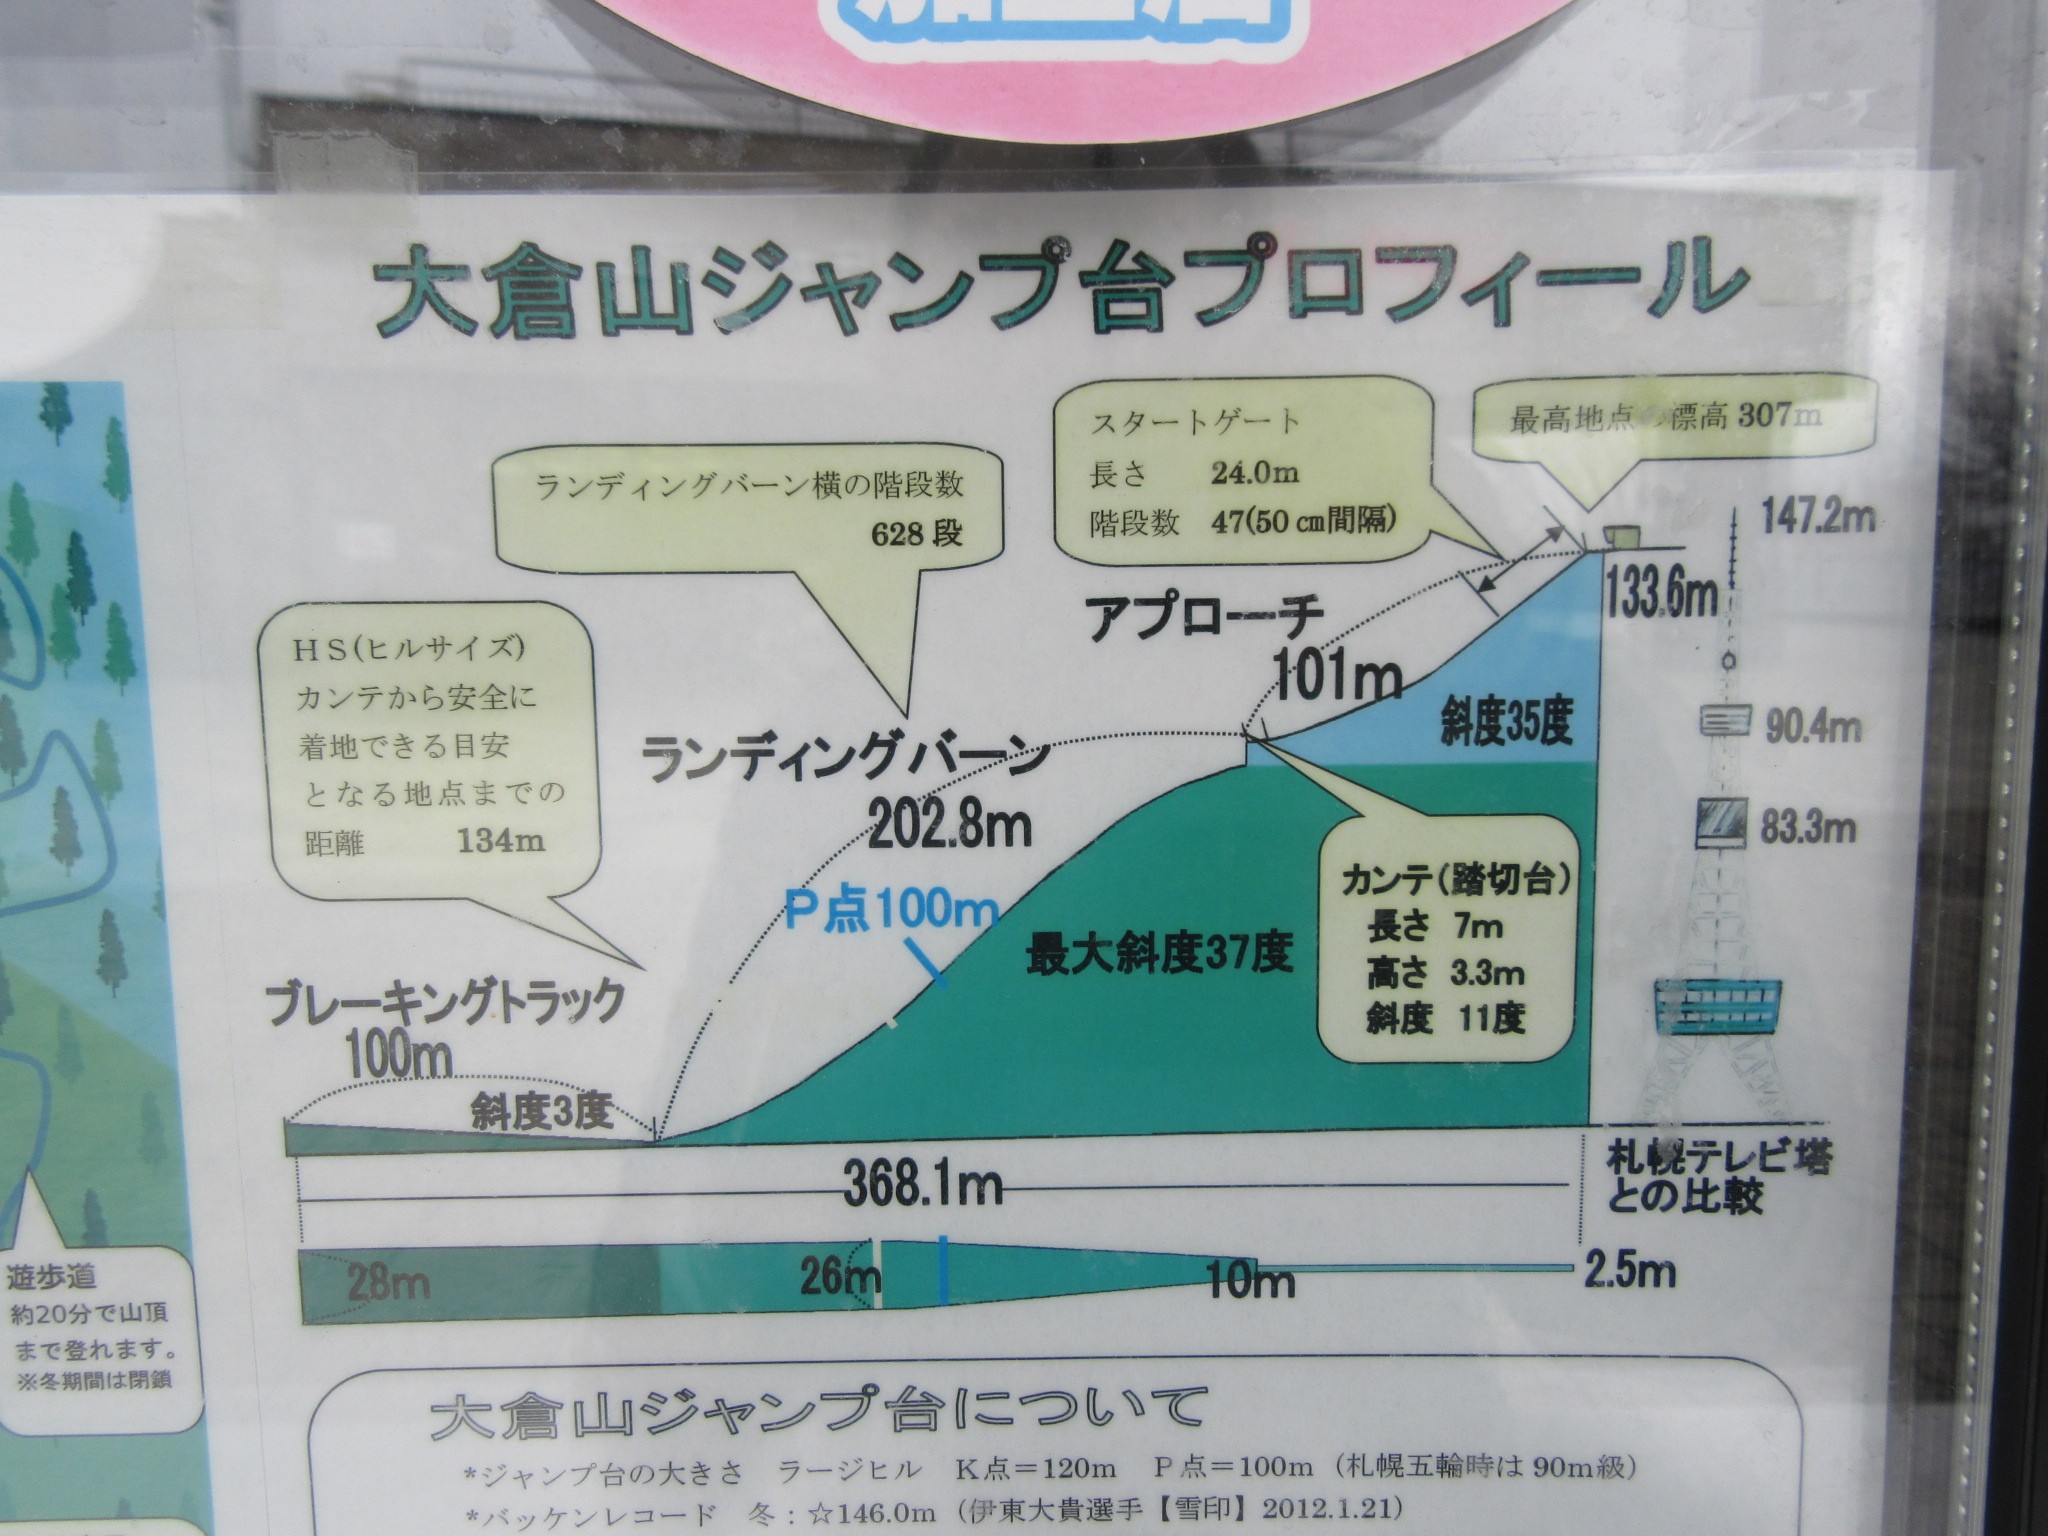 大倉山ジャンプ台プロフィール
最高地点の標高 307m
スタートゲート
長さ 24.0m
階段数 47(50㎝間隔)
ランディングバーン横の階段数
628 段
147.2m
133.6m
アプローチ
101m
HS(ヒルサイズ)
カンテから安全に
着地できる目安
となる地点までの
距離 134m
斜度35度
90.4m
ランディングバーン
202.8m
83.3m
P点100m
カンテ(踏切台)
長さ 7m
高さ 3.3m
斜度 11度
最大斜度37度
ブレーキングトラック
100m
斜度3度
札幌テレビ塔
との比較
368.1m
28m
26m
10m
2.5m
遊歩道
約20分で山頂
まで登れます。
※冬期間は閉鎖
大倉山ジャンプ台について
*ジャンプ台の大きさ ラージヒル K点=120m P点=100m (札幌五輪時は90m級)
*バッケンレコード 冬:☆146.0m (伊東大貴選手【雪印】2012.1.21)